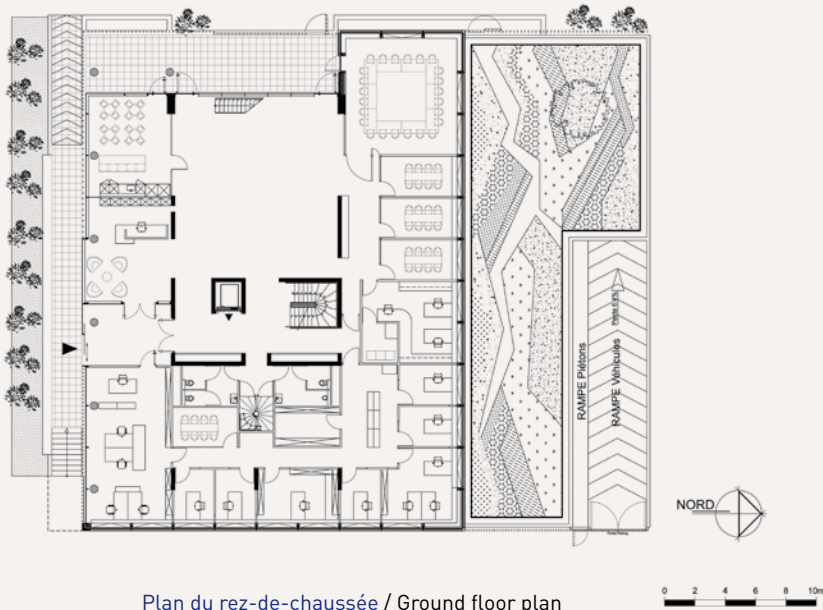 RAMPE Piétons
RAMPE Véhicules
NORD
Plan du rez-de-chaussée / Ground floor plan
0 2 4 6 8 10m